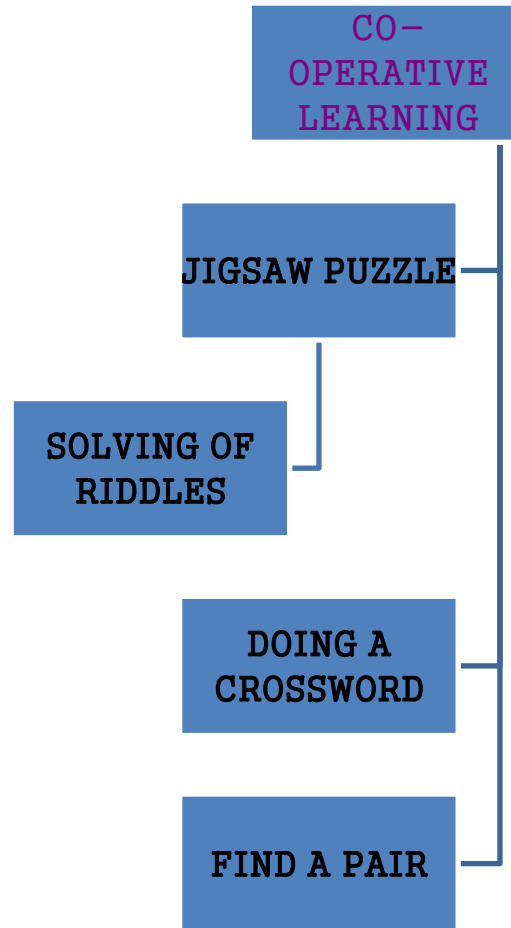 CO-
OPERATIVE
LEARNING
JIGSAW PUZZLE
SOLVING OF
RIDDLES
DOING A
CROSSWORD
FIND A PAIR